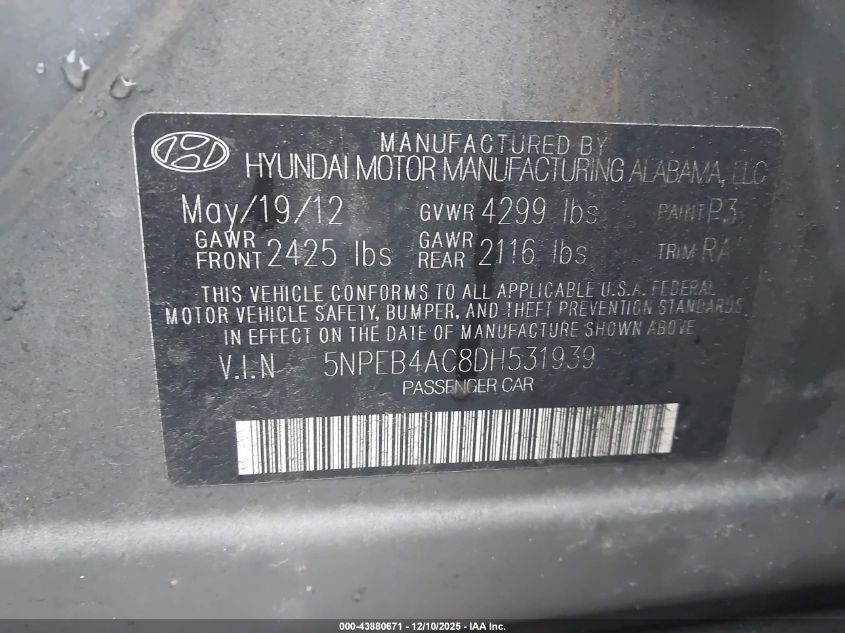 MANUFACTURED BY
HYUNDAI MOTOR MANUFACTURING ALABAMA, LLC
May/19/12 GVWR 4299 lbs PAINT P3
GAWR FRONT 2425 lbs GAWR REAR 2116 lbs TRIM RA
THIS VEHICLE CONFORMS TO ALL APPLICABLE U.S.A. FEDERAL
MOTOR VEHICLE SAFETY, BUMPER, AND THEFT PREVENTION STANDARDS
IN EFFECT ON THE DATE OF MANUFACTURE SHOWN ABOVE
V.I.N 5NPEB4AC8DH531939
PASSENGER CAR
000-43880671 - 12/10/2025 - IAA Inc.